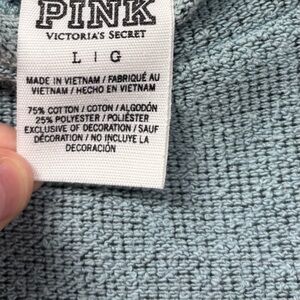 PINK
VICTORIA'S SECRET
L | G
MADE IN VIETNAM / FABRIQUÉ AU
VIETNAM / HECHO EN VIETNAM
75% COTTON / COTON / ALGODÓN
25% POLYESTER / POLIÉSTER
EXCLUSIVE OF DECORATION / SAUF
DÉCORATION / NO INCLUYE LA
DECORACIÓN